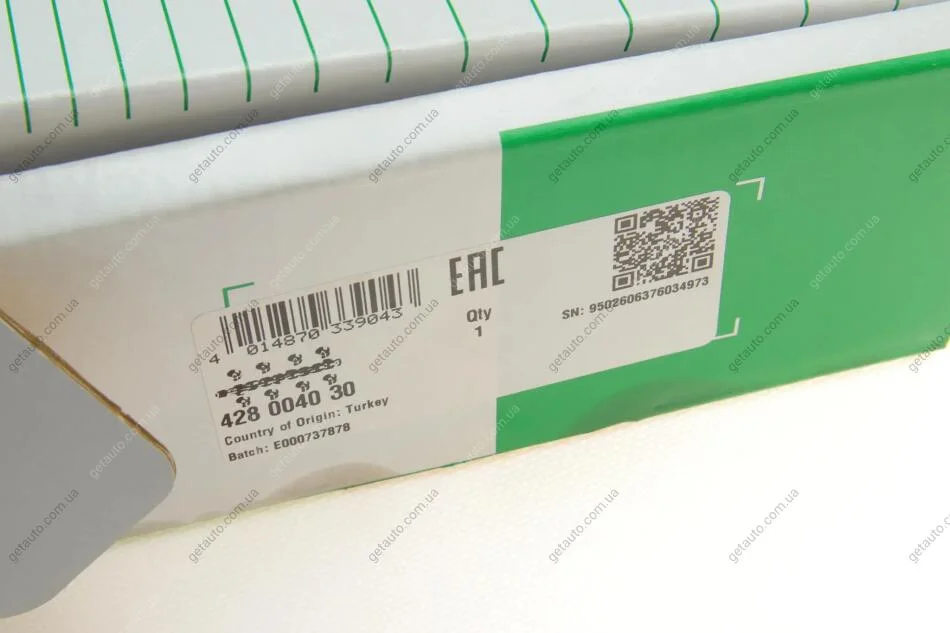 EAC
4 014870 339043
Qty
1
SN: 9502606376034973
428 0040 30
Country of Origin: Turkey
Batch: E000737878
getauto.com.ua